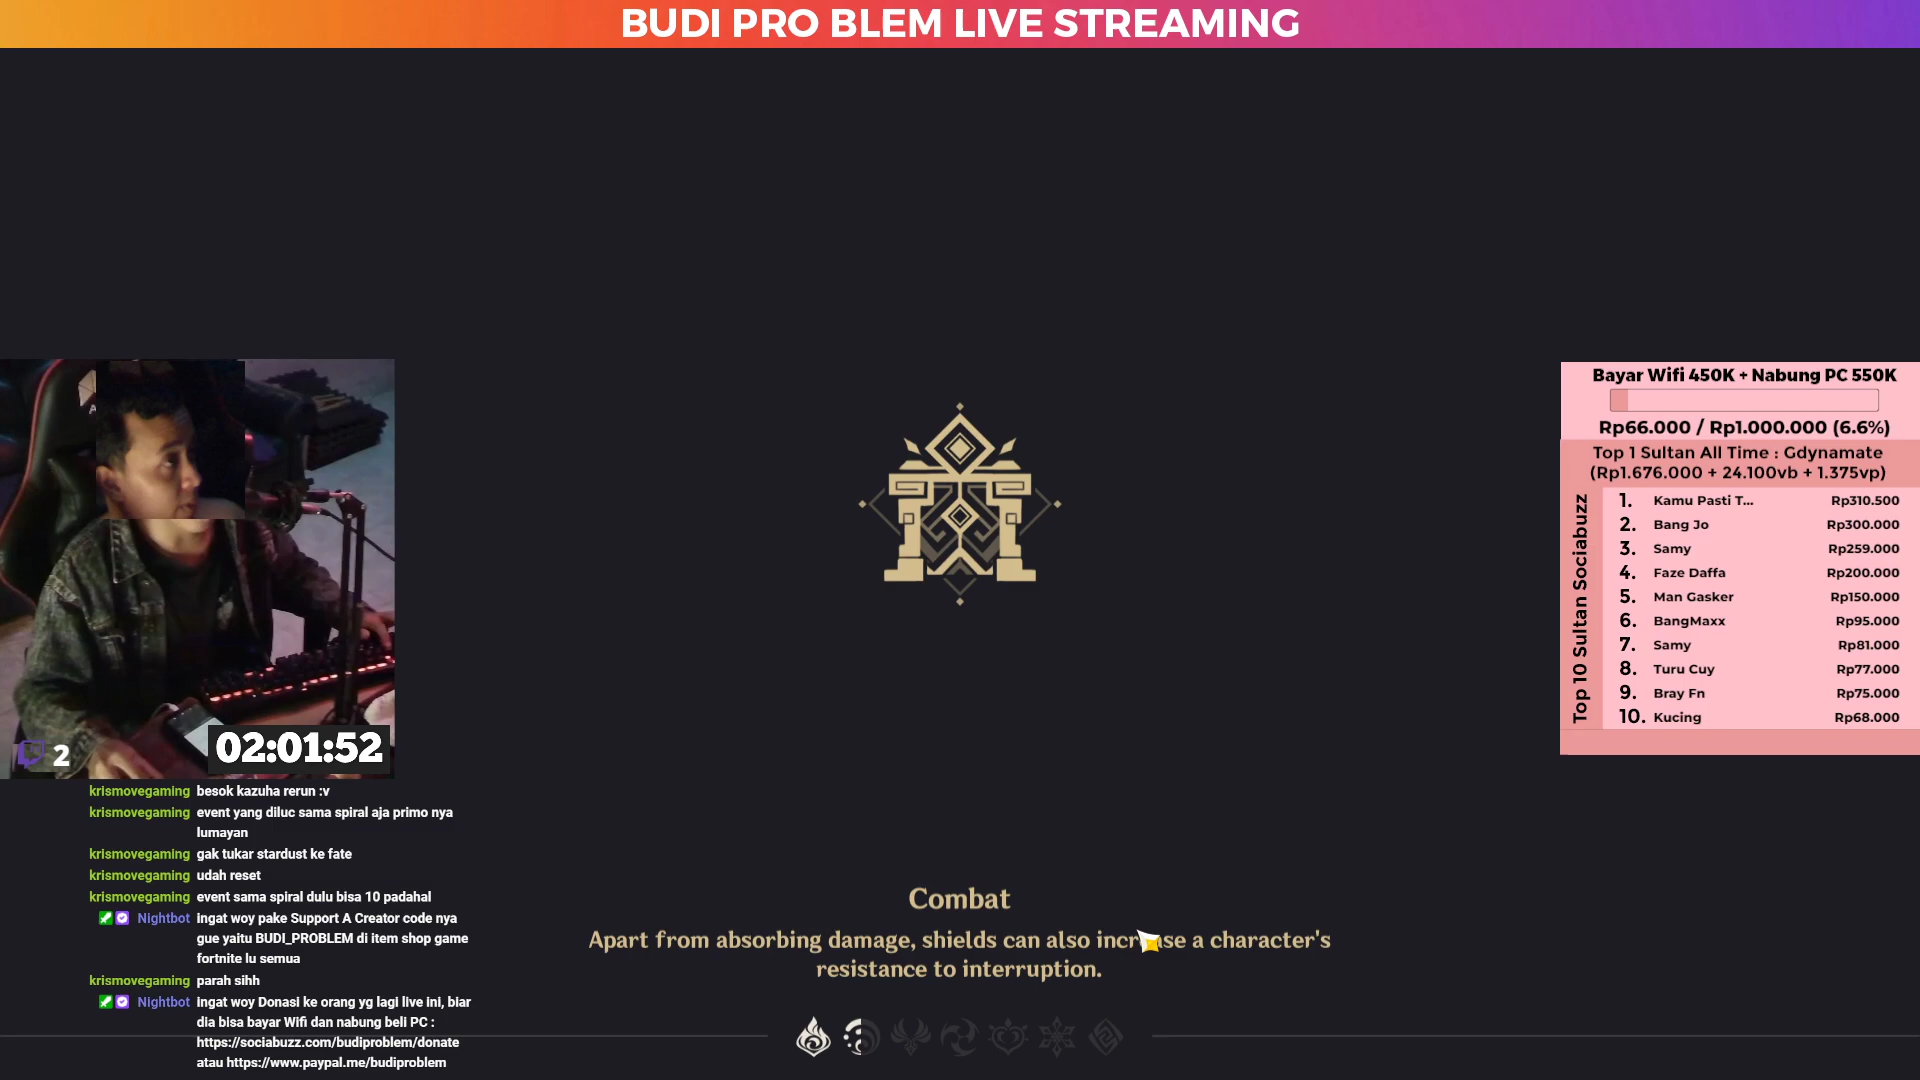 BUDI PRO BLEM LIVE STREAMING
Bayar Wifi 450K + Nabung PC 550K
Rp66.000 / Rp1.000.000 (6.6%)
Top 1 Sultan All Time : Gdynamate
(Rp1.676.000 + 24.100vb + 1.375vp)
Top 10 Sultan Sociabuzz
1. Kamu Pasti T... Rp310.500
2. Bang Jo Rp300.000
3. Samy Rp259.000
4. Faze Daffa Rp200.000
5. Man Gasker Rp150.000
6. BangMaxx Rp95.000
7. Samy Rp81.000
8. Turu Cuy Rp77.000
9. Bray Fn Rp75.000
10. Kucing Rp68.000
2
02:01:52
krismovegaming besok kazuha rerun :v
krismovegaming event yang diluc sama spiral aja primo nya
lumayan
krismovegaming gak tukar stardust ke fate
krismovegaming udah reset
krismovegaming event sama spiral dulu bisa 10 padahal
Nightbot ingat woy pake Support A Creator code nya
gue yaitu BUDI_PROBLEM di item shop game
fortnite lu semua
krismovegaming parah sihh
Nightbot ingat woy Donasi ke orang yg lagi live ini, biar
dia bisa bayar Wifi dan nabung beli PC :
https://sociabuzz.com/budiproblem/donate
atau https://www.paypal.me/budiproblem
Combat
Apart from absorbing damage, shields can also increase a character's
resistance to interruption.